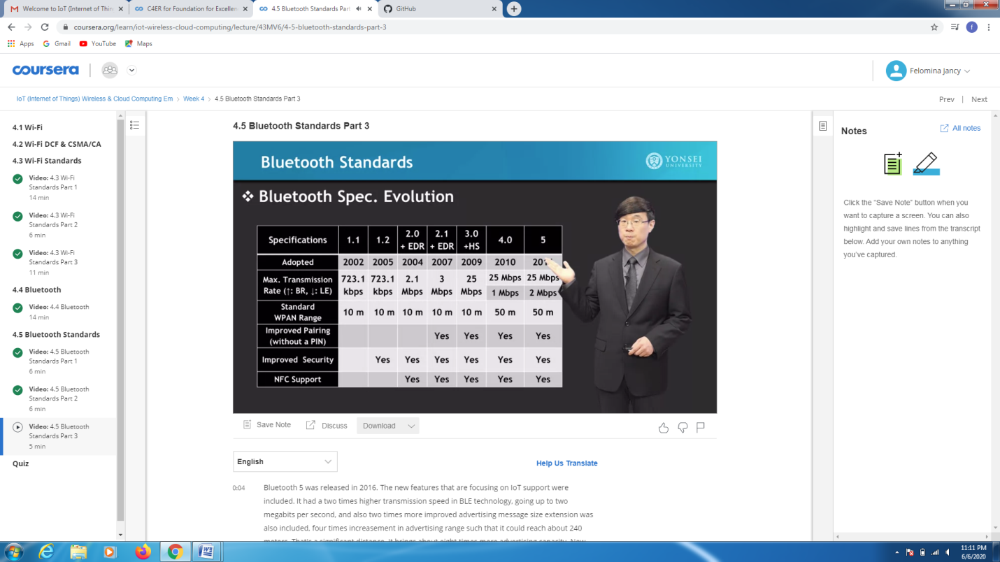 Welcome to IoT (Internet of Thin
C4ER for Foundation for Excellen
4.5 Bluetooth Standards Part
GitHub
coursera.org/learn/iot-wireless-cloud-computing/lecture/43MV6/4-5-bluetooth-standards-part-3
f
Apps Gmail YouTube Maps
coursera
Felomina Jancy
IoT (Internet of Things) Wireless & Cloud Computing Em > Week 4 > 4.5 Bluetooth Standards Part 3
Prev | Next
4.1 Wi-Fi
4.2 Wi-Fi DCF & CSMA/CA
4.3 Wi-Fi Standards
Video: 4.3 Wi-Fi
Standards Part 1
14 min
Video: 4.3 Wi-Fi
Standards Part 2
6 min
Video: 4.3 Wi-Fi
Standards Part 3
11 min
4.4 Bluetooth
Video: 4.4 Bluetooth
14 min
4.5 Bluetooth Standards
Video: 4.5 Bluetooth
Standards Part 1
6 min
Video: 4.5 Bluetooth
Standards Part 2
6 min
Video: 4.5 Bluetooth
Standards Part 3
5 min
Quiz
4.5 Bluetooth Standards Part 3
Bluetooth Standards
YONSEI
UNIVERSITY
❖ Bluetooth Spec. Evolution
Specifications 1.1 1.2 2.0 + EDR 2.1 + EDR 3.0 +HS 4.0 5
Adopted 2002 2005 2004 2007 2009 2010
Max. Transmission 723.1 723.1 2.1 3 25 25 Mbps 25 Mbps
Rate (↑: BR, ↓: LE) kbps kbps Mbps Mbps Mbps 1 Mbps 2 Mbps
Standard
WPAN Range 10 m 10 m 10 m 10 m 10 m 50 m 50 m
Improved Pairing
(without a PIN) Yes Yes Yes Yes
Improved Security Yes Yes Yes Yes Yes Yes
NFC Support Yes Yes Yes Yes Yes
Save Note Discuss Download
English
Help Us Translate
0:04 Bluetooth 5 was released in 2016. The new features that are focusing on IoT support were
included. It had a two times higher transmission speed in BLE technology, going up to two
megabits per second, and also two times more improved advertising message size extension was
also included, four times increasement in advertising range such that it could reach about 240
meters. That's a significant distance. It brings about eight times more advertising capacity. Now,
Notes
All notes
Click the “Save Note” button when you
want to capture a screen. You can also
highlight and save lines from the transcript
below. Add your own notes to anything
you've captured.
11:11 PM
6/6/2020